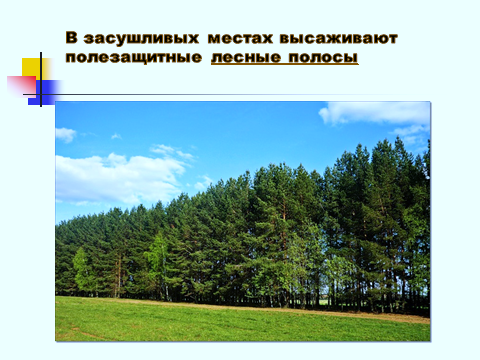 В засушливых местах высаживают
полезащитные лесные полосы